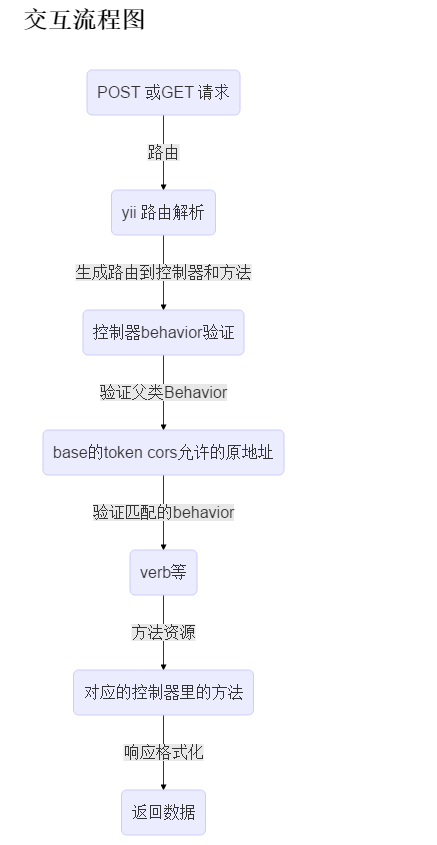 交互流程图
POST 或GET 请求
路由
yii 路由解析
生成路由到控制器和方法
控制器behavior验证
验证父类Behavior
base的token cors允许的原地址
验证匹配的behavior
verb等
方法资源
对应的控制器里的方法
响应格式化
返回数据